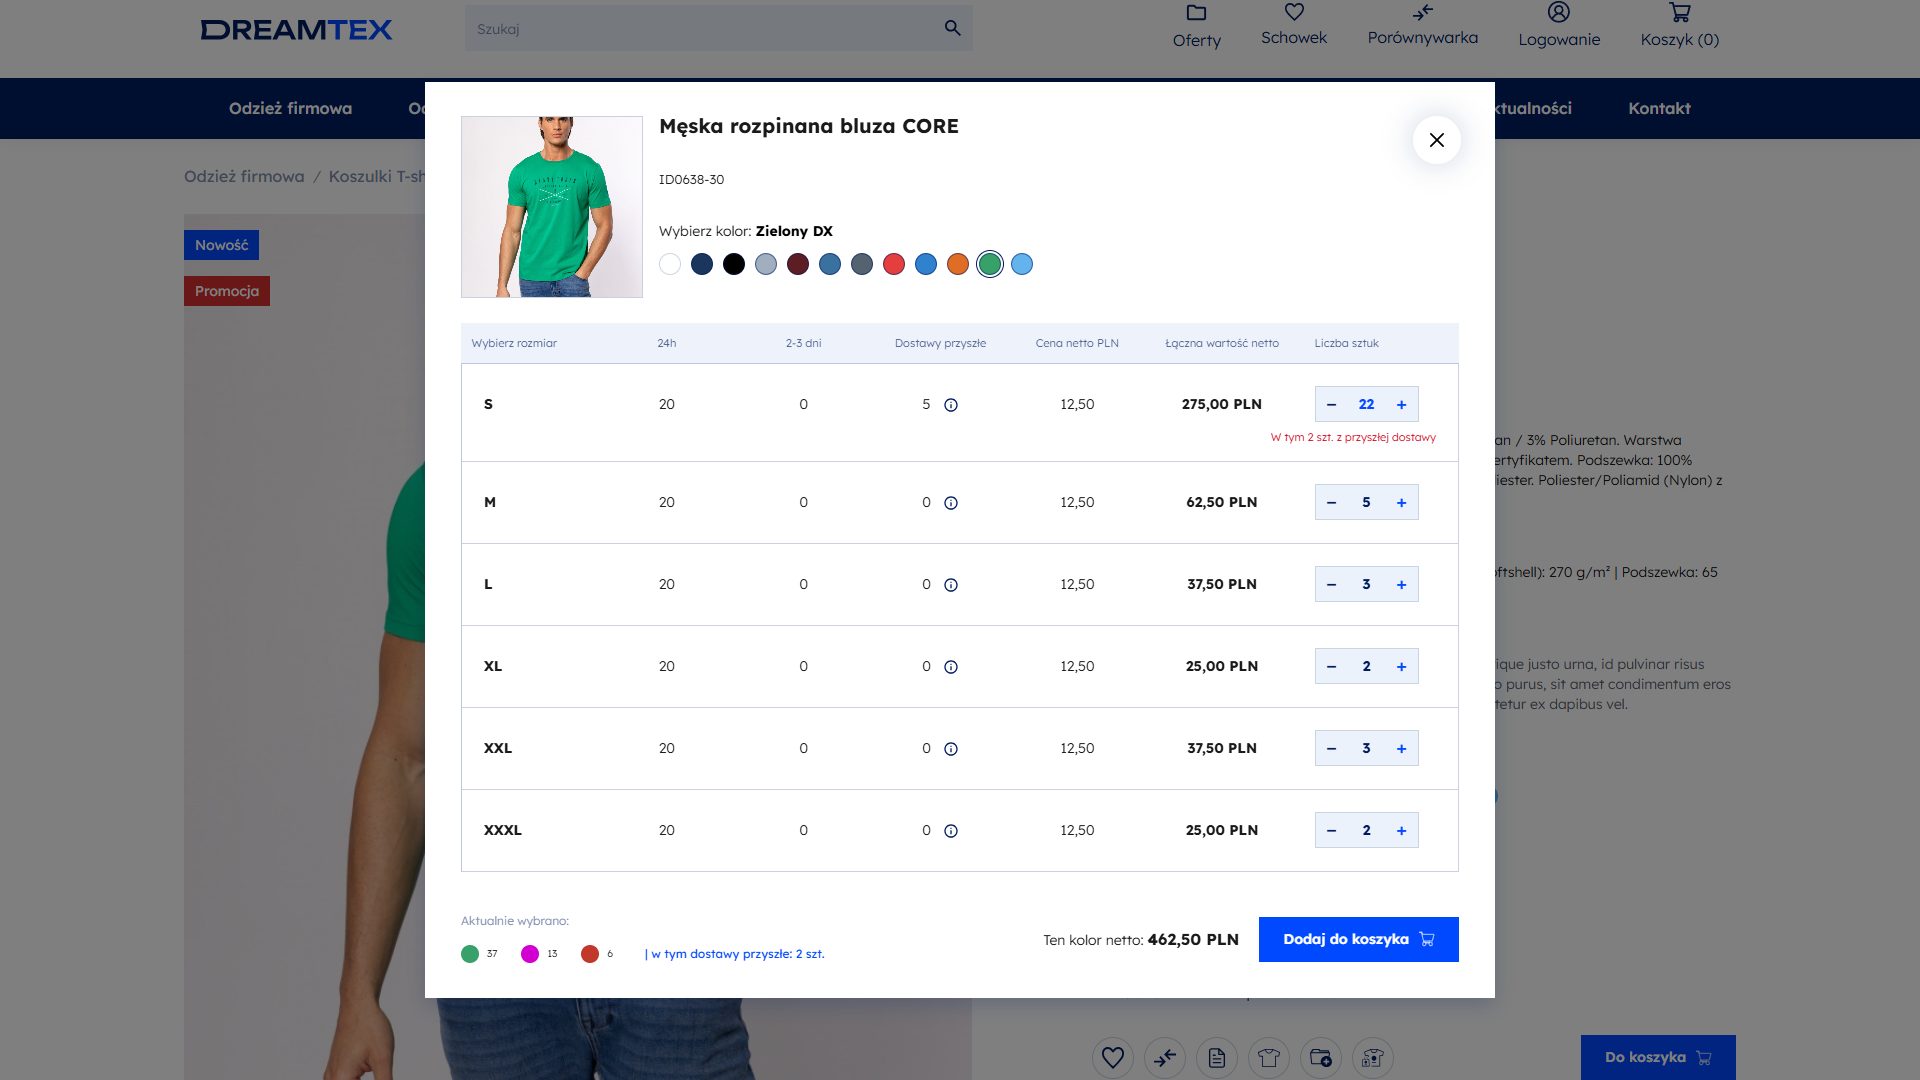 DREAMTEX
Szukaj
Oferty
Schowek
Porównywarka
Logowanie
Koszyk (0)
Odzież firmowa
Kontakt
Odzież firmowa / Koszulki T-sh
Nowość
Promocja
Męska rozpinana bluza CORE
ID0638-30
Wybierz kolor: Zielony DX
Wybierz rozmiar 24h 2-3 dni Dostawy przyszłe Cena netto PLN Łączna wartość netto Liczba sztuk
S 20 0 5 12,50 275,00 PLN − 22 +
W tym 2 szt. z przyszłej dostawy
M 20 0 0 12,50 62,50 PLN − 5 +
L 20 0 0 12,50 37,50 PLN − 3 +
XL 20 0 0 12,50 25,00 PLN − 2 +
XXL 20 0 0 12,50 37,50 PLN − 3 +
XXXL 20 0 0 12,50 25,00 PLN − 2 +
Aktualnie wybrano:
37 13 6 | w tym dostawy przyszłe: 2 szt.
Ten kolor netto: 462,50 PLN
Dodaj do koszyka
an / 3% Poliuretan. Warstwa
ertyfikatem. Podszewka: 100%
iester. Poliester/Poliamid (Nylon) z
oftshell): 270 g/m² | Podszewka: 65
ique justo urna, id pulvinar risus
o purus, sit amet condimentum eros
tetur ex dapibus vel.
Do koszyka